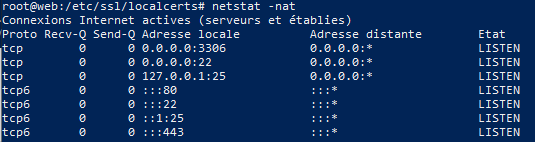 root@web:/etc/ssl/localcerts# netstat -nat
Connexions Internet actives (serveurs et établies)
Proto Recv-Q Send-Q Adresse locale Adresse distante Etat
tcp 0 0 0.0.0.0:3306 0.0.0.0:* LISTEN
tcp 0 0 0.0.0.0:22 0.0.0.0:* LISTEN
tcp 0 0 127.0.0.1:25 0.0.0.0:* LISTEN
tcp6 0 0 :::80 :::* LISTEN
tcp6 0 0 :::22 :::* LISTEN
tcp6 0 0 ::1:25 :::* LISTEN
tcp6 0 0 :::443 :::* LISTEN